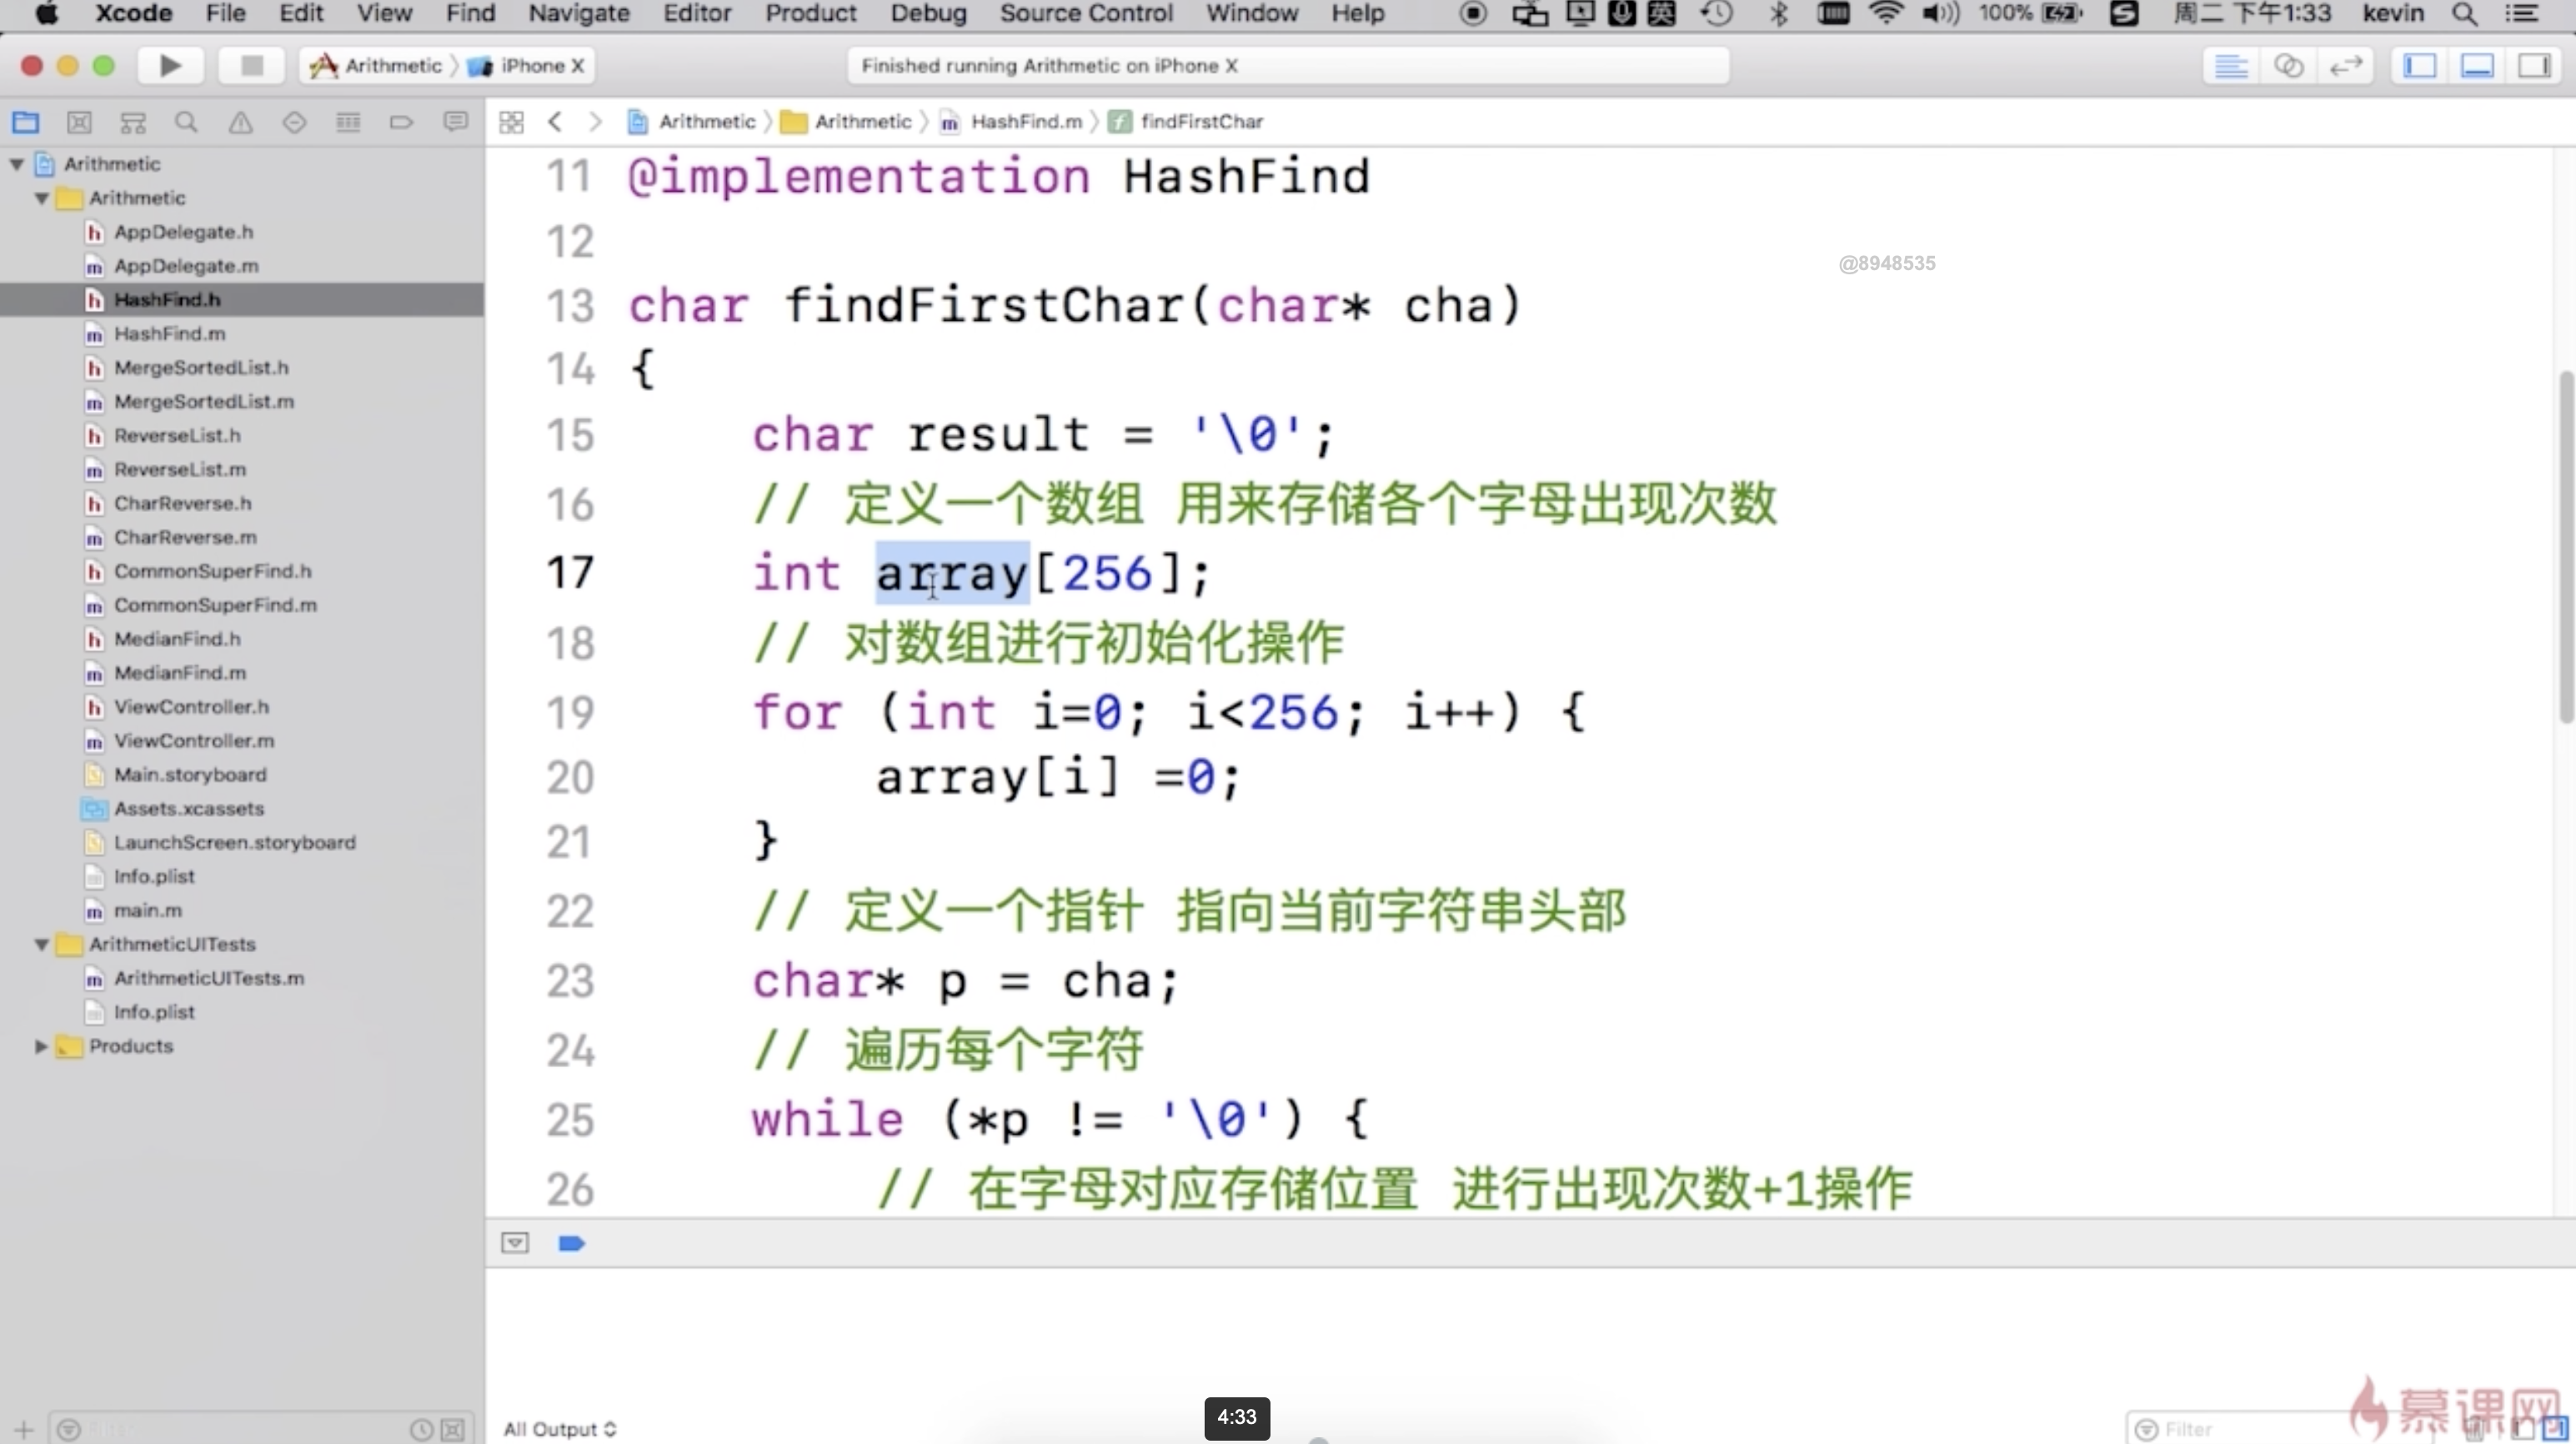 Xcode File Edit View Find Navigate Editor Product Debug Source Control Window Help 英 100% 周二 下午1:33 kevin
Arithmetic 〉 iPhone X
Finished running Arithmetic on iPhone X
Arithmetic 〉 Arithmetic 〉 m HashFind.m 〉 f findFirstChar
Arithmetic
Arithmetic
h AppDelegate.h
m AppDelegate.m
h HashFind.h
m HashFind.m
h MergeSortedList.h
m MergeSortedList.m
h ReverseList.h
m ReverseList.m
h CharReverse.h
m CharReverse.m
h CommonSuperFind.h
m CommonSuperFind.m
h MedianFind.h
m MedianFind.m
h ViewController.h
m ViewController.m
Main.storyboard
Assets.xcassets
LaunchScreen.storyboard
Info.plist
m main.m
ArithmeticUITests
m ArithmeticUITests.m
Info.plist
Products
Filter
11 @implementation HashFind
12
@8948535
13 char findFirstChar(char* cha)
14 {
15 char result = '\0';
16 // 定义一个数组 用来存储各个字母出现次数
17 int array[256];
18 // 对数组进行初始化操作
19 for (int i=0; i<256; i++) {
20 array[i] =0;
21 }
22 // 定义一个指针 指向当前字符串头部
23 char* p = cha;
24 // 遍历每个字符
25 while (*p != '\0') {
26 // 在字母对应存储位置 进行出现次数+1操作
4:33
All Output
Filter
慕课网